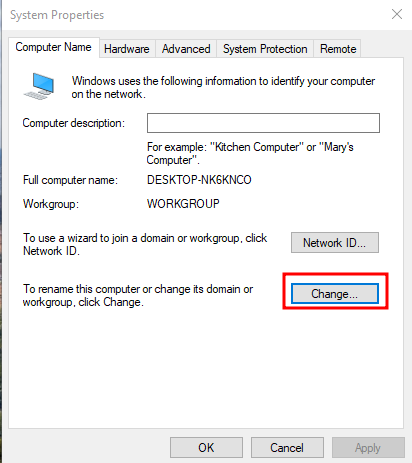 System Properties
Computer Name Hardware Advanced System Protection Remote
Windows uses the following information to identify your computer
on the network.
Computer description:
For example: "Kitchen Computer" or "Mary's
Computer".
Full computer name: DESKTOP-NK6KNCO
Workgroup: WORKGROUP
To use a wizard to join a domain or workgroup, click
Network ID.
Network ID...
To rename this computer or change its domain or
workgroup, click Change.
Change...
OK Cancel Apply